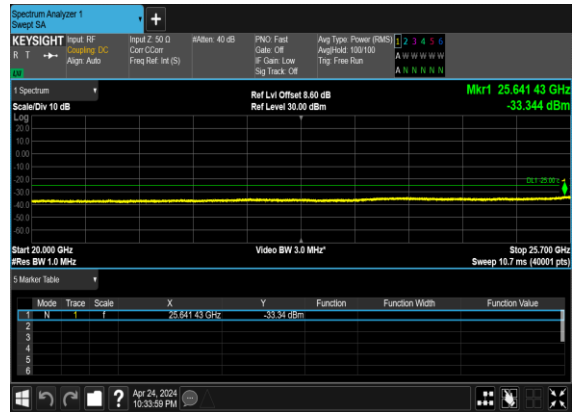 Spectrum Analyzer 1
Swept SA
+
KEYSIGHT Input: RF Input Z: 50 Ω #Atten: 40 dB PNO: Fast Avg Type: Power (RMS) 1 2 3 4 5 6
R T Coupling: DC Corr CCorr Gate: Off Avg|Hold: 100/100 A W W W W W
Align: Auto Freq Ref: Int (S) IF Gain: Low Trig: Free Run
Sig Track: Off A N N N N N
1 Spectrum
Ref Lvl Offset 8.60 dB Mkr1 25.641 43 GHz
Scale/Div 10 dB Ref Level 30.00 dBm -33.344 dBm
Log
20.0
10.0
0.00
-10.0
-20.0
-30.0
-40.0
-50.0
-60.0
Start 20.000 GHz Video BW 3.0 MHz* Stop 25.700 GHz
#Res BW 1.0 MHz Sweep 10.7 ms (40001 pts)
5 Marker Table
Mode Trace Scale X Y Function Function Width Function Value
1 N 1 f 25.641 43 GHz -33.34 dBm
2
3
4
5
6
? Apr 24, 2024
10:33:59 PM